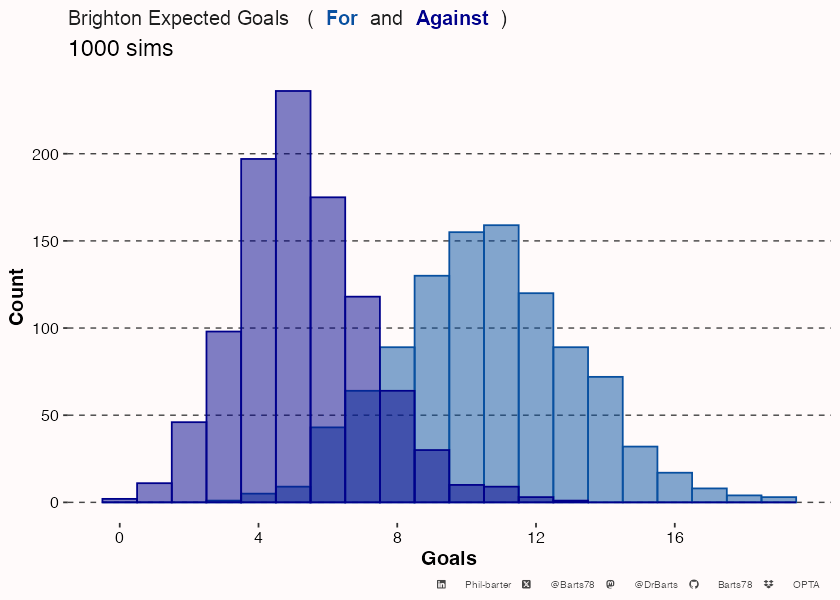 Brighton Expected Goals ( For and Against )
1000 sims
200
150
100
50
0
Count
0 4 8 12 16
Goals
Phil-barter @Barts78 @DrBarts Barts78 OPTA